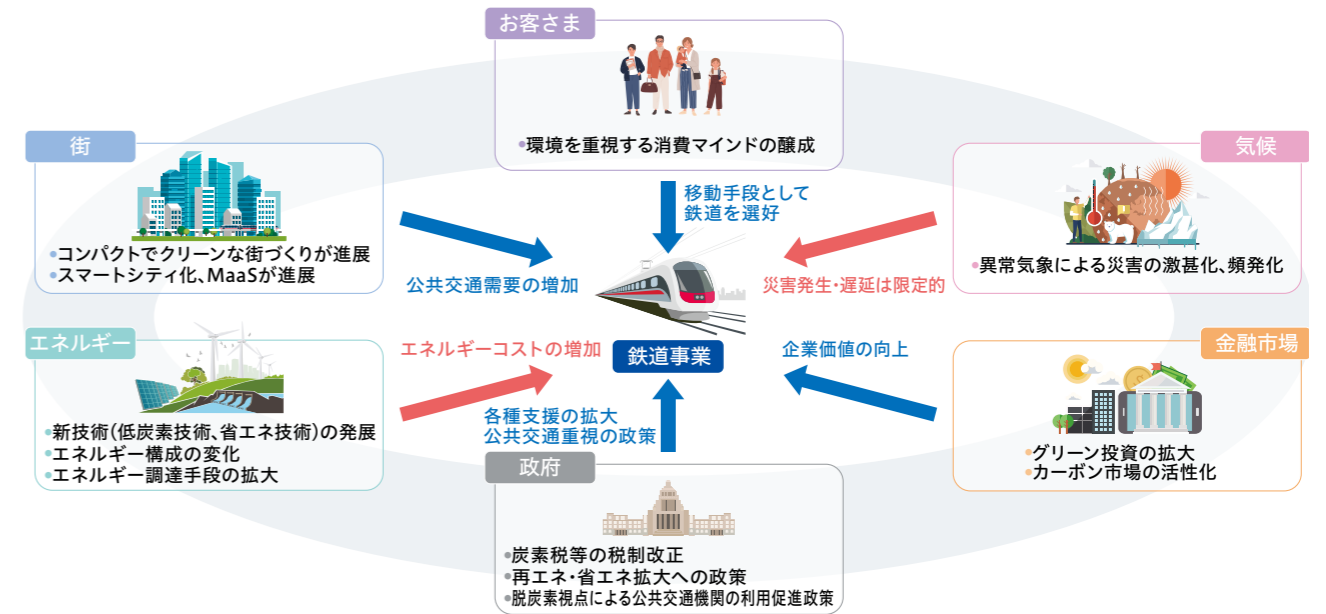 お客さま
・環境を重視する消費マインドの醸成
移動手段として
鉄道を選好
街
・コンパクトでクリーンな街づくりが進展
・スマートシティ化、MaaSが進展
公共交通需要の増加
気候
・異常気象による災害の激甚化、頻発化
災害発生・遅延は限定的
エネルギー
・新技術(低炭素技術、省エネ技術)の発展
・エネルギー構成の変化
・エネルギー調達手段の拡大
エネルギーコストの増加
鉄道事業
企業価値の向上
金融市場
・グリーン投資の拡大
・カーボン市場の活性化
各種支援の拡大
公共交通重視の政策
政府
・炭素税等の税制改正
・再エネ・省エネ拡大への政策
・脱炭素視点による公共交通機関の利用促進政策